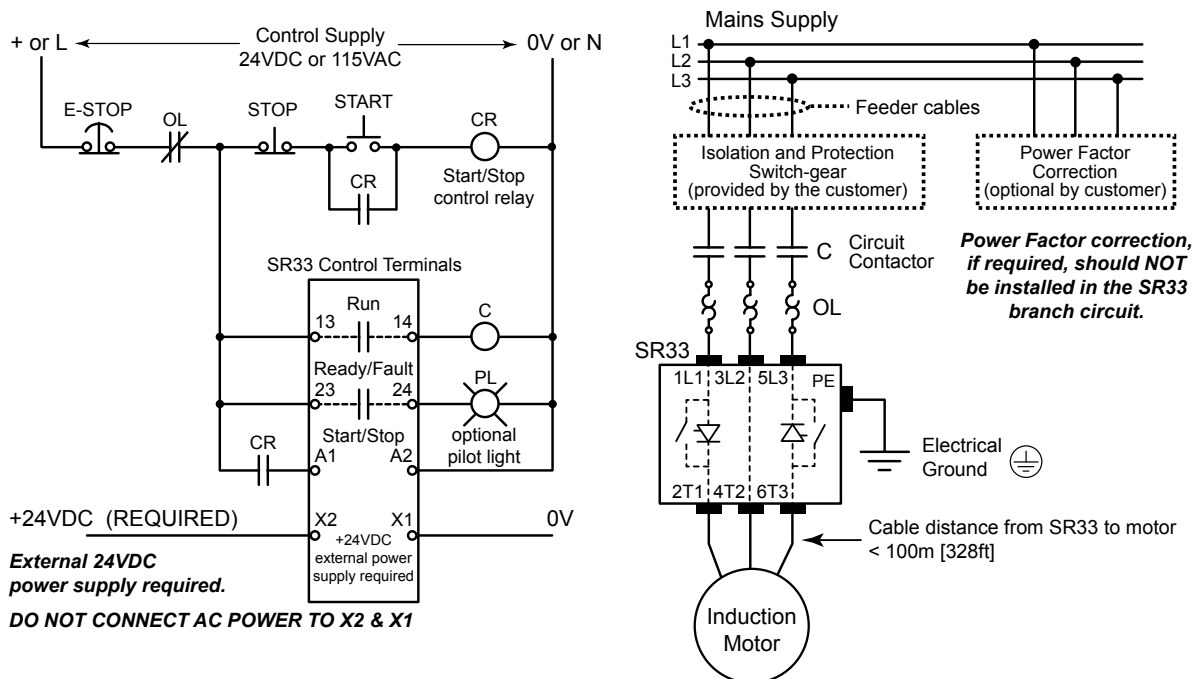 + or L
Control Supply
24VDC or 115VAC
0V or N
E-STOP
OL
STOP
START
CR
CR
Start/Stop
control relay
SR33 Control Terminals
Run
13
14
C
Ready/Fault
23
24
PL
optional
pilot light
CR
Start/Stop
A1
A2
+24VDC (REQUIRED)
X2
X1
0V
+24VDC
external power
supply required
External 24VDC
power supply required.
DO NOT CONNECT AC POWER TO X2 & X1
Mains Supply
L1
L2
L3
Feeder cables
Isolation and Protection
Switch-gear
(provided by the customer)
Power Factor
Correction
(optional by customer)
C
Circuit
Contactor
Power Factor correction,
if required, should NOT
be installed in the SR33
branch circuit.
OL
SR33
1L1
3L2
5L3
PE
Electrical
Ground
2T1
4T2
6T3
Cable distance from SR33 to motor
< 100m [328ft]
Induction
Motor